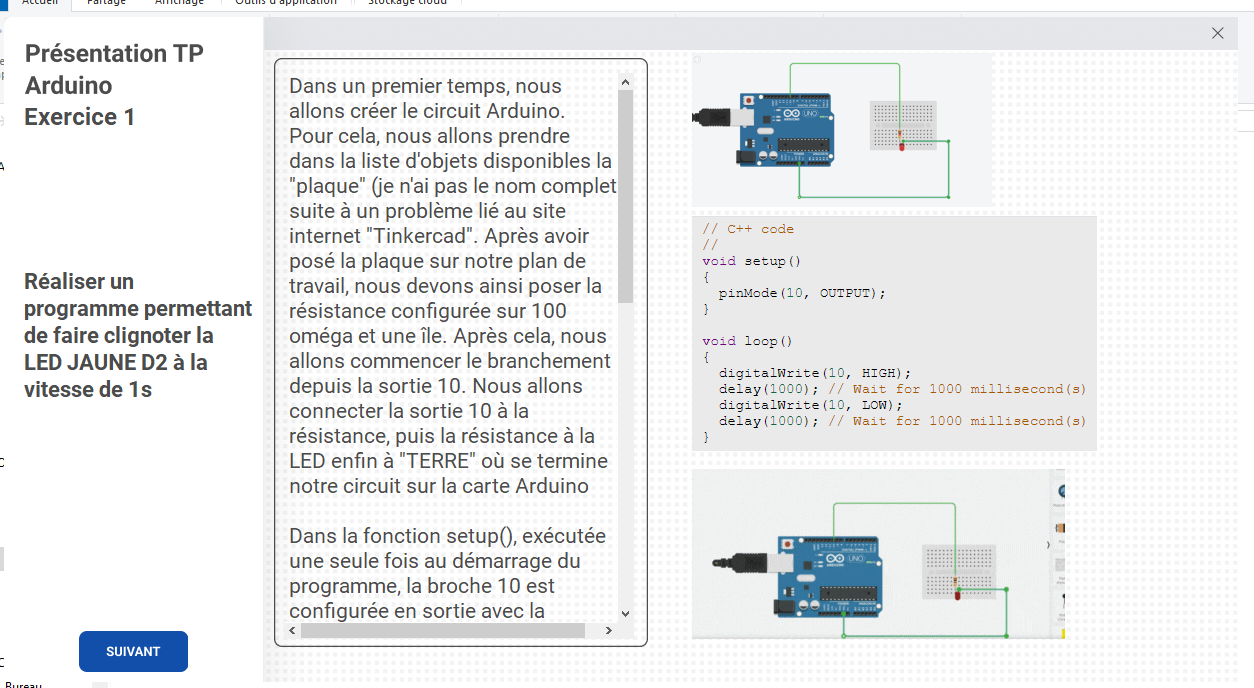 Accueil Partage Affichage Outils d'application Stockage cloud
Présentation TP
Arduino
Exercice 1
Réaliser un
programme permettant
de faire clignoter la
LED JAUNE D2 à la
vitesse de 1s
SUIVANT
Bureau
Dans un premier temps, nous
allons créer le circuit Arduino.
Pour cela, nous allons prendre
dans la liste d'objets disponibles la
"plaque" (je n'ai pas le nom complet
suite à un problème lié au site
internet "Tinkercad". Après avoir
posé la plaque sur notre plan de
travail, nous devons ainsi poser la
résistance configurée sur 100
oméga et une île. Après cela, nous
allons commencer le branchement
depuis la sortie 10. Nous allons
connecter la sortie 10 à la
résistance, puis la résistance à la
LED enfin à "TERRE" où se termine
notre circuit sur la carte Arduino
Dans la fonction setup(), exécutée
une seule fois au démarrage du
programme, la broche 10 est
configurée en sortie avec la
UNO
ARDUINO
// C++ code
//
void setup()
{
pinMode(10, OUTPUT);
}
void loop()
{
digitalWrite(10, HIGH);
delay(1000); // Wait for 1000 millisecond(s)
digitalWrite(10, LOW);
delay(1000); // Wait for 1000 millisecond(s)
}
UNO
ARDUINO